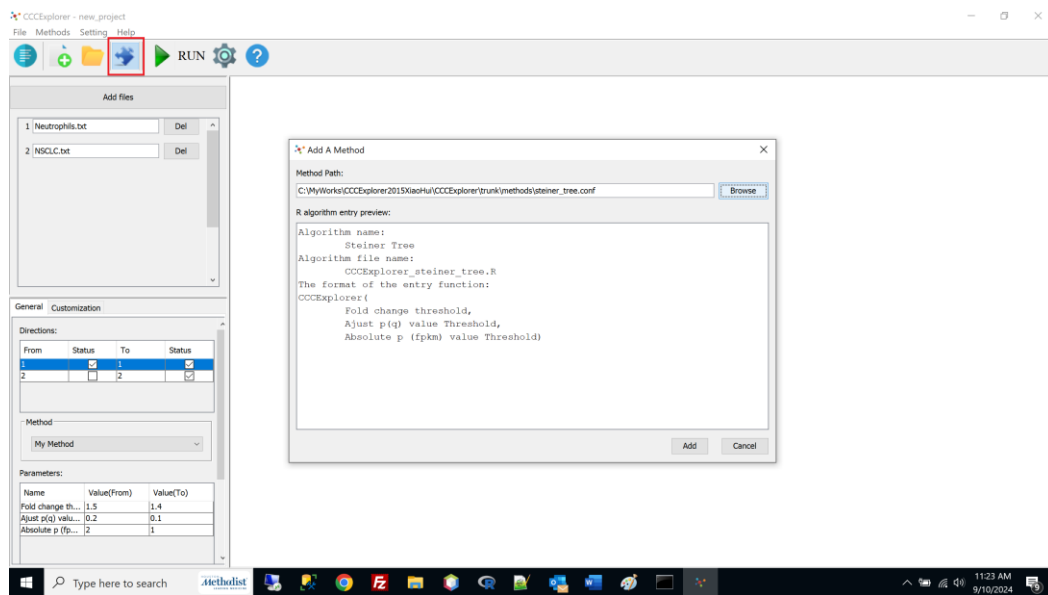 CCCExplorer - new_project
File Methods Setting Help
RUN
Add files
1 Neutrophils.txt Del
2 NSCLC.txt Del
Add A Method
Method Path:
C:\MyWorks\CCCExplorer2015XiaoHui\CCCExplorer\trunk\methods\steiner_tree.conf Browse
R algorithm entry preview:
Algorithm name:
Steiner Tree
Algorithm file name:
CCCExplorer_steiner_tree.R
The format of the entry function:
CCCExplorer(
Fold change threshold,
Ajust p(q) value Threshold,
Absolute p (fpkm) value Threshold)
Add Cancel
General Customization
Directions:
From Status To Status
1 1
2 2
Method
My Method
Parameters:
Name Value(From) Value(To)
Fold change th... 1.5 1.4
Ajust p(q) valu... 0.2 0.1
Absolute p (fp... 2 1
Type here to search
Methodist
11:23 AM
9/10/2024